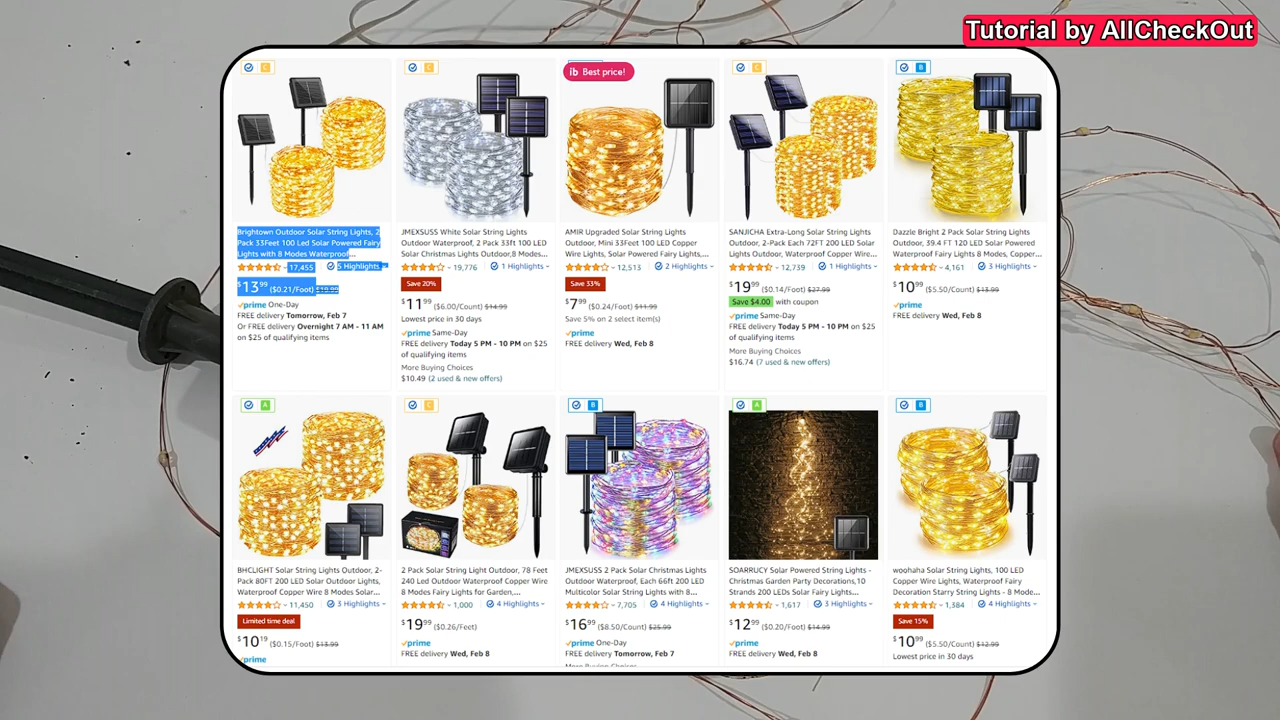 Tutorial by AllCheckOut
C
C
ib Best price!
C
B
Brightown Outdoor Solar String Lights, 2
Pack 33Feet 100 Led Solar Powered Fairy
Lights with 8 Modes Waterproof...
17,455
5 Highlights
$13.99 ($0.21/Foot) $19.99
prime One-Day
FREE delivery Tomorrow, Feb 7
Or FREE delivery Overnight 7 AM - 11 AM
on $25 of qualifying items
JMEXSUSS White Solar String Lights
Outdoor Waterproof, 2 Pack 33ft 100 LED
Solar Christmas Lights Outdoor,8 Modes...
19,776
1 Highlights
Save 20%
$11.99 ($6.00/Count) $14.99
Lowest price in 30 days
prime Same-Day
FREE delivery Today 5 PM - 10 PM on $25
of qualifying items
More Buying Choices
$10.49 (2 used & new offers)
AMIR Upgraded Solar String Lights
Outdoor, Mini 33Feet 100 LED Copper
Wire Lights, Solar Powered Fairy Lights...
12,513
2 Highlights
Save 33%
$7.99 ($0.24/Foot) $11.99
Save 5% on 2 select item(s)
prime
FREE delivery Wed, Feb 8
SANJICHA Extra-Long Solar String Lights
Outdoor, 2-Pack Each 72FT 200 LED Solar
Lights Outdoor, Waterproof Copper Wire...
12,739
1 Highlights
$19.99 ($0.14/Foot) $27.99
Save $4.00 with coupon
prime Same-Day
FREE delivery Today 5 PM - 10 PM on $25
of qualifying items
More Buying Choices
$16.74 (7 used & new offers)
Dazzle Bright 2 Pack Solar String Lights
Outdoor, 39.4 FT 120 LED Solar Powered
Waterproof Fairy Lights 8 Modes, Copper...
4,161
3 Highlights
$10.99 ($5.50/Count) $13.99
prime
FREE delivery Wed, Feb 8
A
C
B
A
B
BHCLIGHT Solar String Lights Outdoor, 2-
Pack 80FT 200 LED Solar Outdoor Lights,
Waterproof Copper Wire 8 Modes Solar...
11,450
3 Highlights
Limited time deal
$10.19 ($0.15/Foot) $13.99
prime
2 Pack Solar String Light Outdoor, 78 Feet
240 Led Outdoor Waterproof Copper Wire
8 Modes Fairy Lights for Garden,...
1,000
4 Highlights
$19.99 ($0.26/Feet)
prime
FREE delivery Wed, Feb 8
JMEXSUSS 2 Pack Solar Christmas Lights
Outdoor Waterproof, Each 66ft 200 LED
Multicolor Solar String Lights with 8...
7,705
4 Highlights
$16.99 ($8.50/Count) $25.99
prime One-Day
FREE delivery Tomorrow, Feb 7
More Buying Choices
SOARRUCY Solar Powered String Lights -
Christmas Garden Party Decorations,10
Strands 200 LEDs Solar Fairy Lights...
1,617
3 Highlights
$12.99 ($0.20/Foot) $14.99
prime
FREE delivery Wed, Feb 8
woohaha Solar String Lights, 100 LED
Copper Wire Lights, Waterproof Fairy
Decoration Starry String Lights - 8 Mode...
1,384
4 Highlights
Save 15%
$10.99 ($5.50/Count) $12.99
Lowest price in 30 days